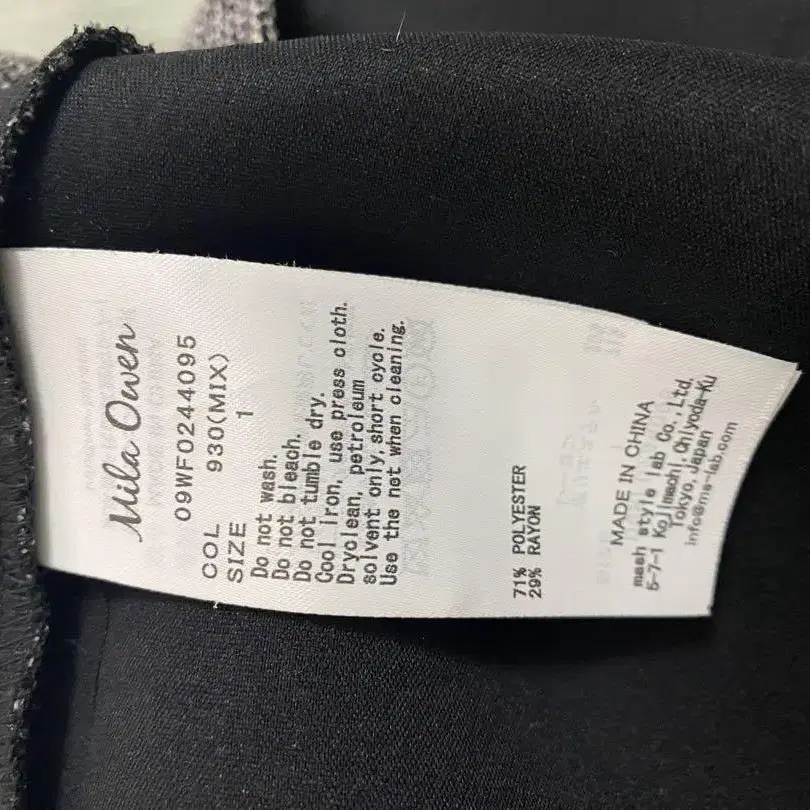 Mila Owen
09WF0244095
COL 930(MIX)
SIZE 1
Do not wash.
Do not bleach.
Do not tumble dry.
Cool iron, use press cloth.
Dryclean, petroleum
solvent only, short cycle.
Use the net when cleaning.
71% POLYESTER
29% RAYON
MADE IN CHINA
mash style lab Co., Ltd.
5-7-1 Kojimachi, Chiyoda-Ku
Tokyo, Japan
info@ms-lab.com